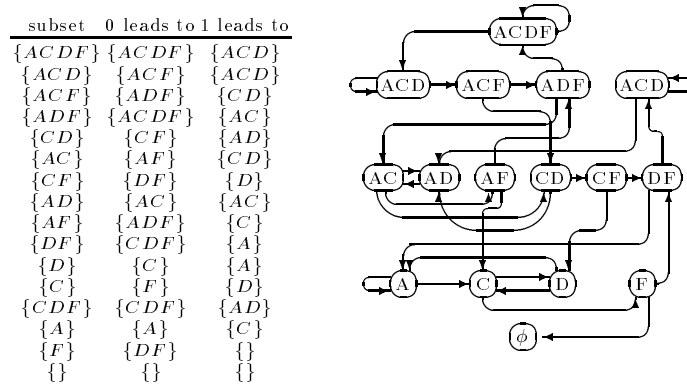 subset 0 leads to 1 leads to
{ACDF} {ACDF} {ACD}
{ACD} {ACF} {ACD}
{ACF} {ADF} {CD}
{ADF} {ACDF} {AC}
{CD} {CF} {AD}
{AC} {AF} {CD}
{CF} {DF} {D}
{AD} {AC} {AC}
{AF} {ADF} {C}
{DF} {CDF} {A}
{D} {C} {A}
{C} {F} {D}
{CDF} {CDF} {AD}
{A} {A} {C}
{F} {DF} {}
{} {} {}
ACDF
ACD ACF ADF ACD
AC AD AF CD CF DF
A C D F
ϕ